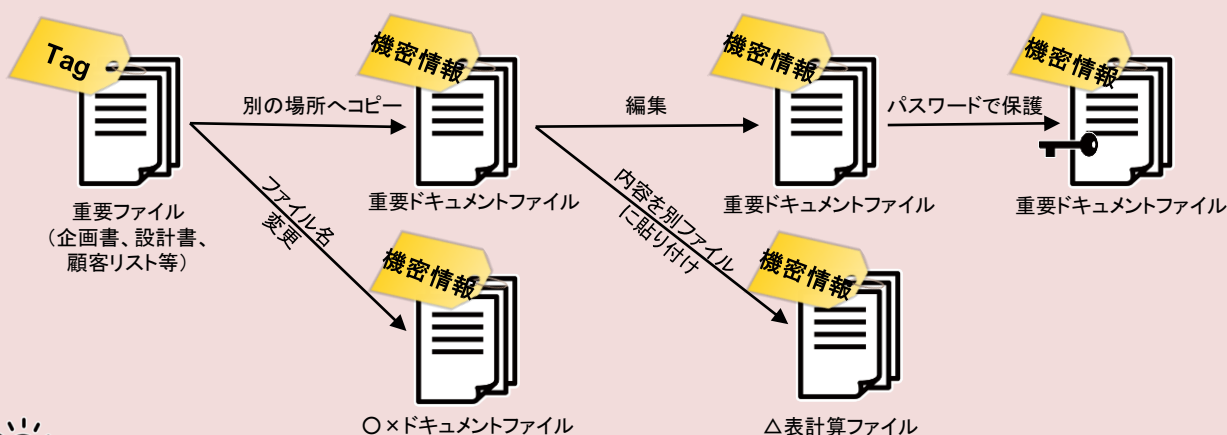 Tag
機密情報
機密情報
機密情報
別の場所へコピー
編集
パスワードで保護
重要ファイル
（企画書、設計書、
顧客リスト等）
重要ドキュメントファイル
重要ドキュメントファイル
重要ドキュメントファイル
ファイル名
変更
内容を別ファイル
に貼り付け
機密情報
機密情報
〇×ドキュメントファイル
△表計算ファイル